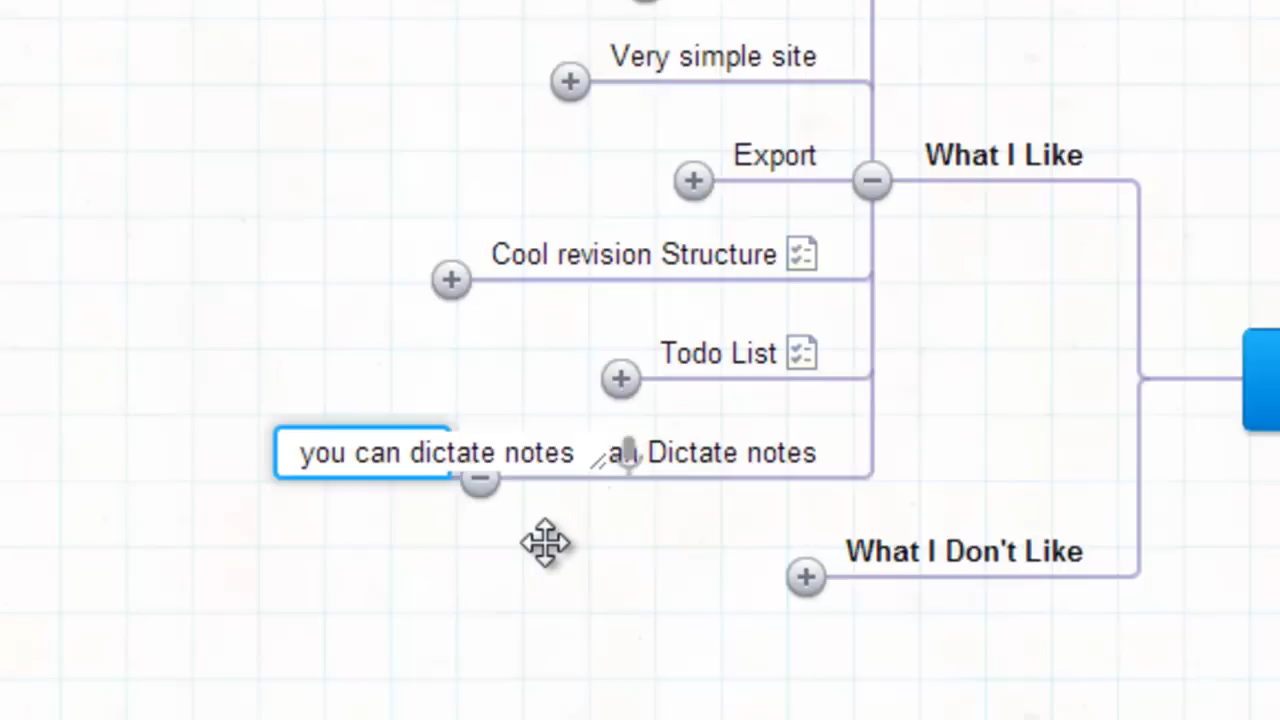 Very simple site
Export
What I Like
Cool revision Structure
Todo List
you can dictate notes
Dictate notes
What I Don't Like